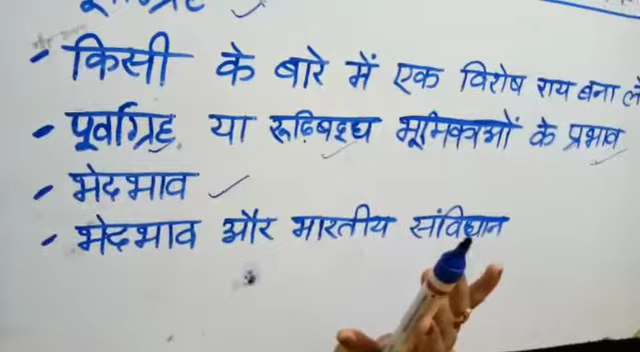 • किसी के बारे में एक विशेष राय बना
• पूर्वाग्रह या रूढ़िबद्ध भूमिकाओं के प्रभाव
• भेदभाव
• भेदभाव और भारतीय संविधान